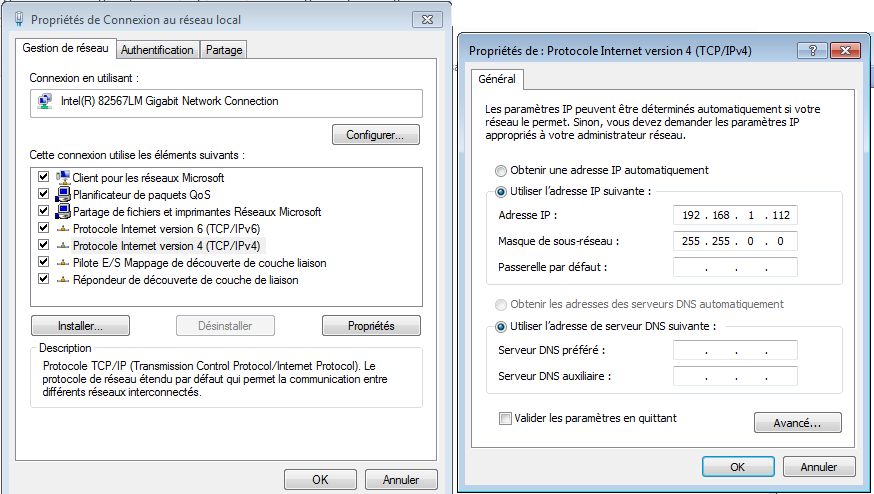 Propriétés de Connexion au réseau local
Gestion de réseau
Authentification
Partage
Connexion en utilisant :
Intel(R) 82567LM Gigabit Network Connection
Configurer...
Cette connexion utilise les éléments suivants :
Client pour les réseaux Microsoft
Planificateur de paquets QoS
Partage de fichiers et imprimantes Réseaux Microsoft
Protocole Internet version 6 (TCP/IPv6)
Protocole Internet version 4 (TCP/IPv4)
Pilote E/S Mappage de découverte de couche liaison
Répondeur de découverte de couche de liaison
Installer...
Désinstaller
Propriétés
Description
Protocole TCP/IP (Transmission Control Protocol/Internet Protocol). Le
protocole de réseau étendu par défaut qui permet la communication entre
différents réseaux interconnectés.
OK
Annuler
Propriétés de : Protocole Internet version 4 (TCP/IPv4)
Général
Les paramètres IP peuvent être déterminés automatiquement si votre
réseau le permet. Sinon, vous devez demander les paramètres IP
appropriés à votre administrateur réseau.
Obtenir une adresse IP automatiquement
Utiliser l'adresse IP suivante :
Adresse IP :
192 . 168 . 1 . 112
Masque de sous-réseau :
255 . 255 . 0 . 0
Passerelle par défaut :
. . .
Obtenir les adresses des serveurs DNS automatiquement
Utiliser l'adresse de serveur DNS suivante :
Serveur DNS préféré :
. . .
Serveur DNS auxiliaire :
. . .
Valider les paramètres en quittant
Avancé...
OK
Annuler